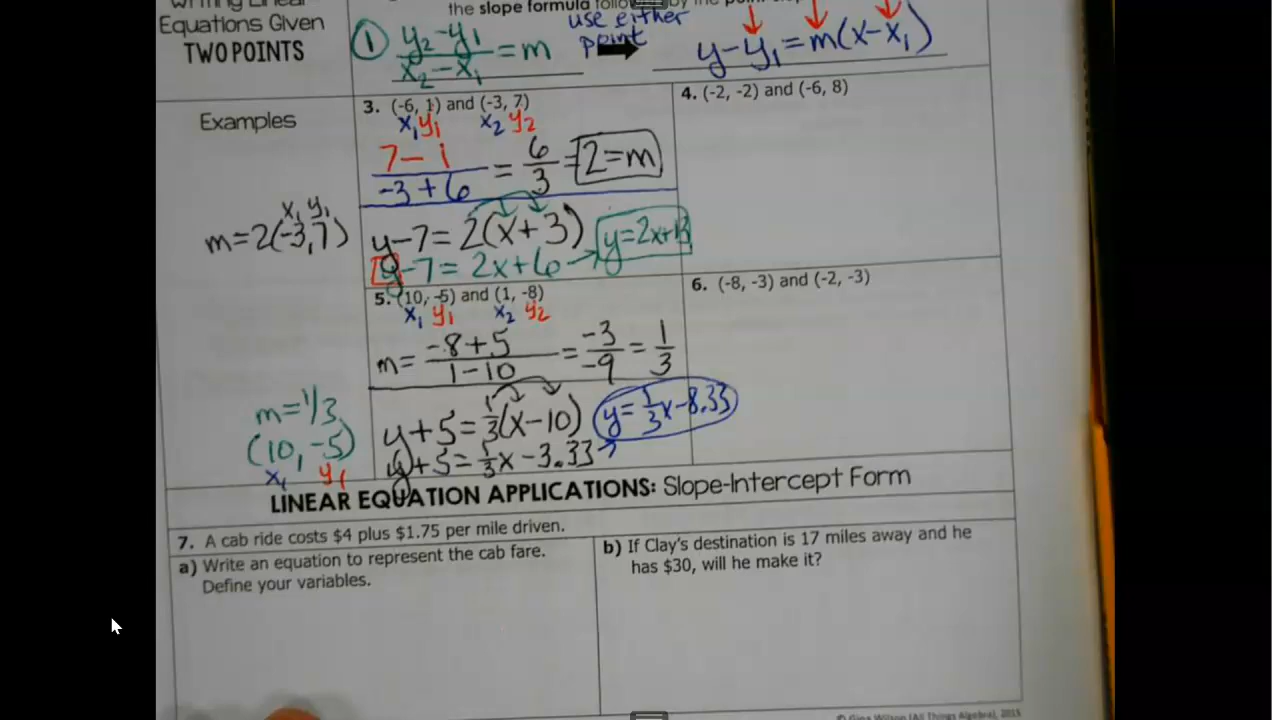 Equations Given
TWO POINTS
the slope formula
use either
point
① y₂-y₁ / x₂-x₁ = m
y-y₁=m(x-x₁)
Examples
3. (-6, 1) and (-3, 7)
x₁ y₁ x₂ y₂
7-1 / -3+6 = 6/3 = 2=m
m=2(-3,7)
x₁ y₁
y-7=2(x+3)
y-7=2x+6
y=2x+13
4. (-2, -2) and (-6, 8)
5. (10, -5) and (1, -8)
x₁ y₁ x₂ y₂
m= -8+5 / 1-10 = -3/-9 = 1/3
m=1/3
(10,-5)
x₁ y₁
y+5=1/3(x-10)
y+5=1/3x-3.33
y=1/3x-8.33
6. (-8, -3) and (-2, -3)
LINEAR EQUATION APPLICATIONS: Slope-Intercept Form
7. A cab ride costs $4 plus $1.75 per mile driven.
a) Write an equation to represent the cab fare.
Define your variables.
b) If Clay's destination is 17 miles away and he
has $30, will he make it?
© Gina Wilson (All Things Algebra), 2015